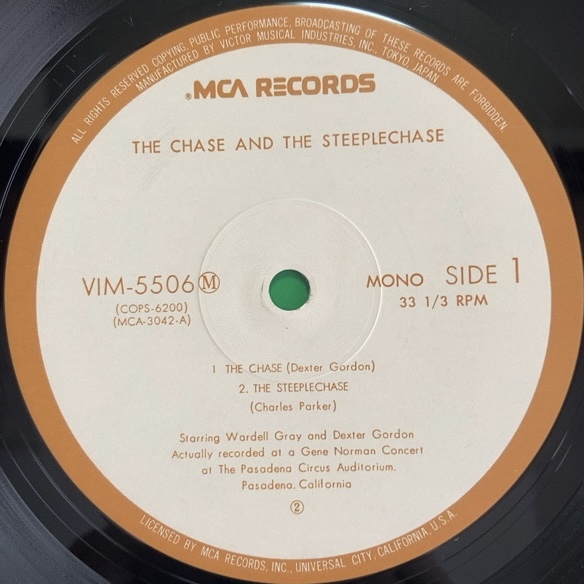 ALL RIGHTS RESERVED COPYING, PUBLIC PERFORMANCE, BROADCASTING OF THESE RECORDS ARE FORBIDDEN
MANUFACTURED BY VICTOR MUSICAL INDUSTRIES, INC. TOKYO JAPAN
®MCA RECORDS
THE CHASE AND THE STEEPLECHASE
VIM-5506 Ⓜ
MONO SIDE 1
(COPS-6200)
33 1/3 RPM
(MCA-3042-A)
1 THE CHASE (Dexter Gordon)
2. THE STEEPLECHASE
(Charles Parker)
Starring Wardell Gray and Dexter Gordon
Actually recorded at a Gene Norman Concert
at The Pasadena Circus Auditorium.
Pasadena, California
②
LICENSED BY MCA RECORDS, INC., UNIVERSAL CITY, CALIFORNIA, U.S.A.